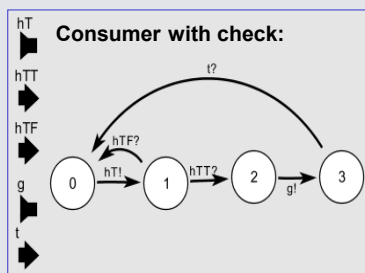 hT
Consumer with check:
hTT
hTF
g
t
t?
hTF?
0
hT!
1
hTT?
2
g!
3